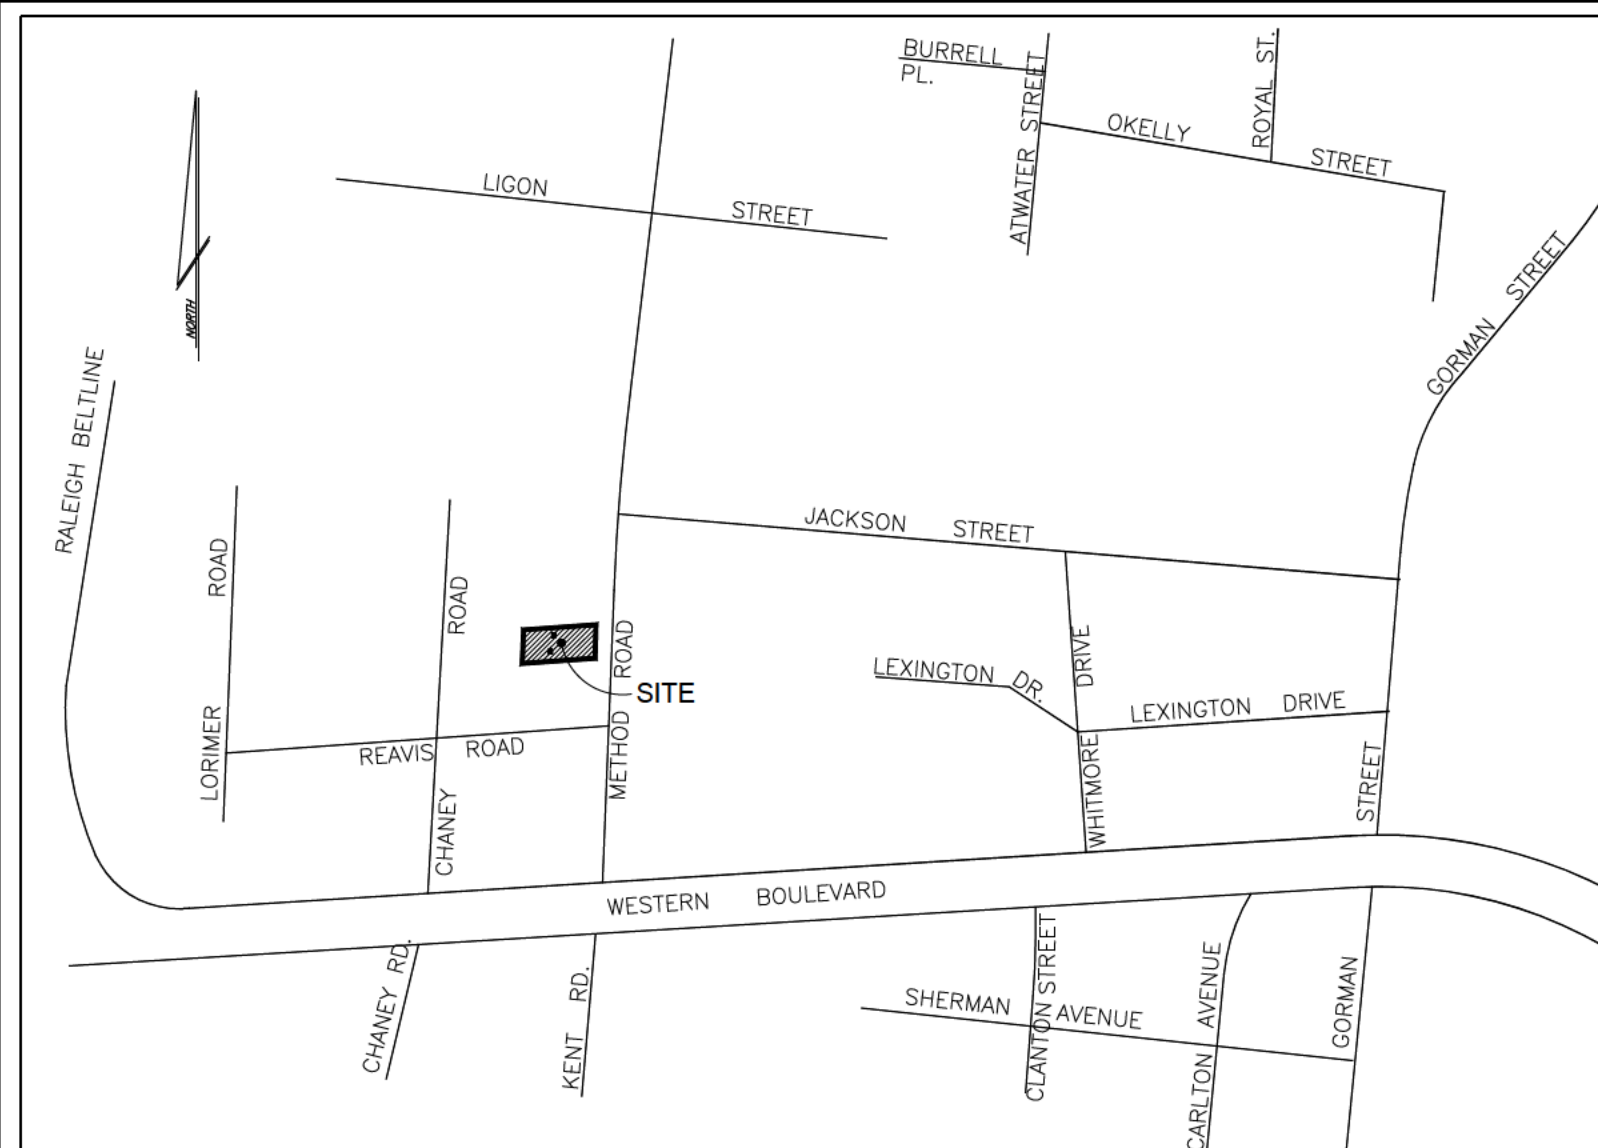 BURRELL
PL.
ATWATER STREET
ROYAL ST.
OKELLY STREET
LIGON STREET
NORTH
GORMAN STREET
RALEIGH BELTLINE
JACKSON STREET
LORIMER ROAD
CHANEY ROAD
METHOD ROAD
SITE
LEXINGTON DR.
WHITMORE DRIVE
LEXINGTON DRIVE
REAVIS ROAD
STREET
WESTERN BOULEVARD
CHANEY RD.
KENT RD.
CLANTON STREET
SHERMAN AVENUE
CARLTON AVENUE
GORMAN